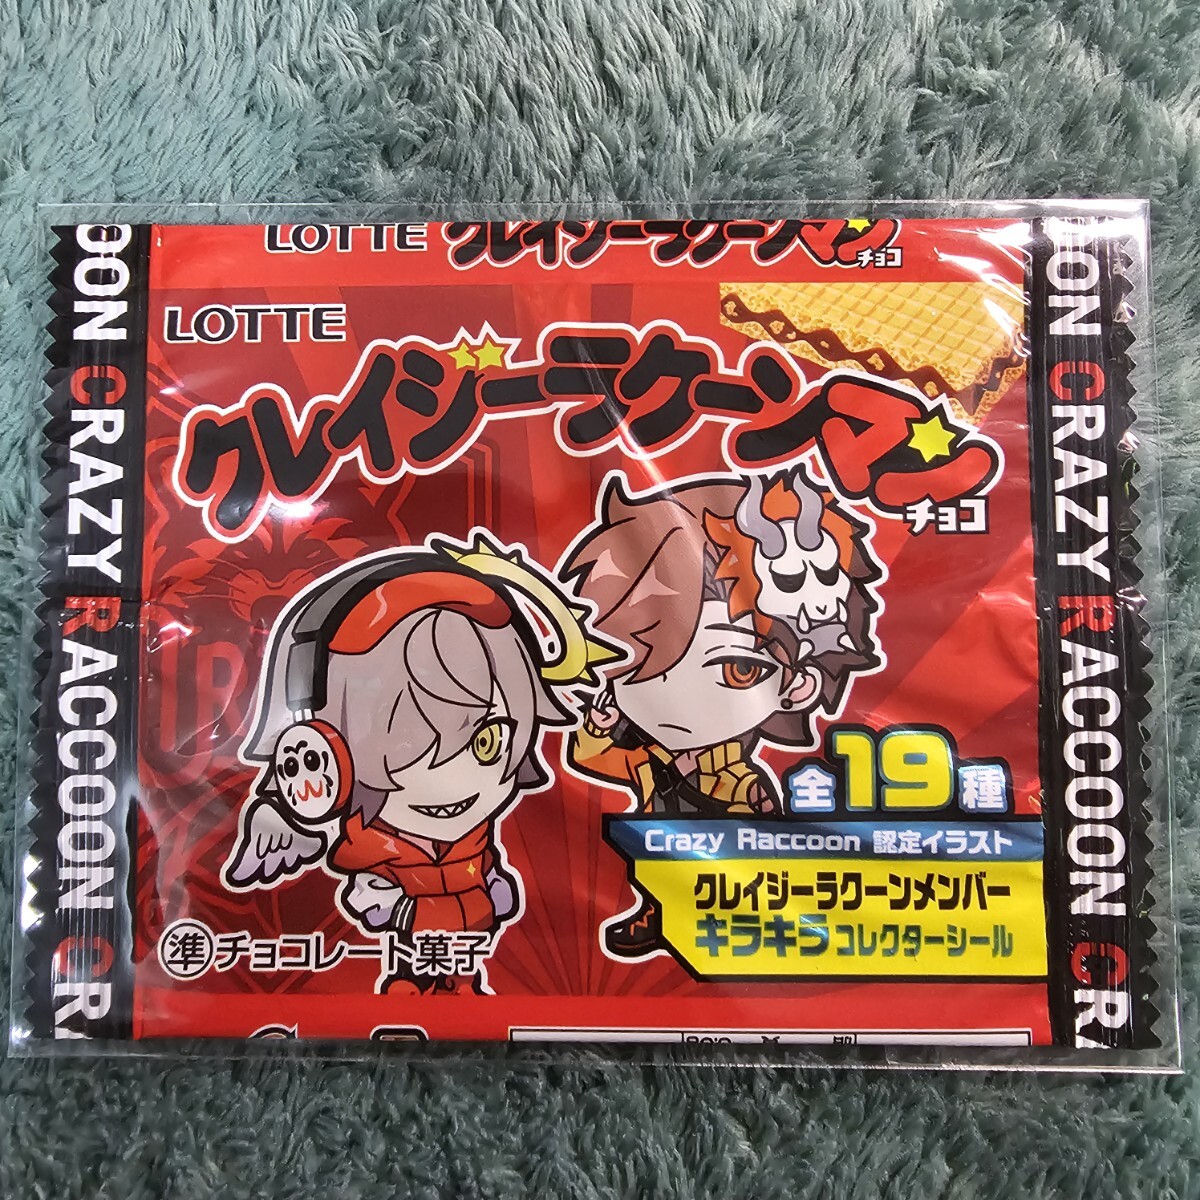 LOTTE クレイジーラクーンマン
チョコ
LOTTE
クレイジーラクーンマン
チョコ
全19種
Crazy Raccoon 認定イラスト
クレイジーラクーンメンバー
キラキラ コレクターシール
準チョコレート菓子
OON CRAZY RACCOON CRA
OON CRAZY RACCOON CRA
R